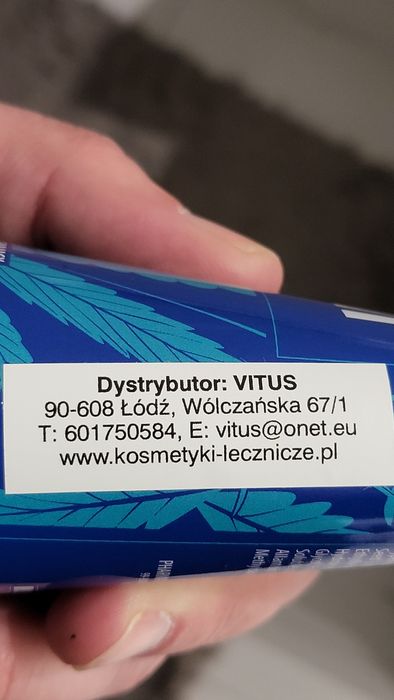 Dystrybutor: VITUS
90-608 Łódź, Wólczańska 67/1
T: 601750584, E: vitus@onet.eu
www.kosmetyki-lecznicze.pl